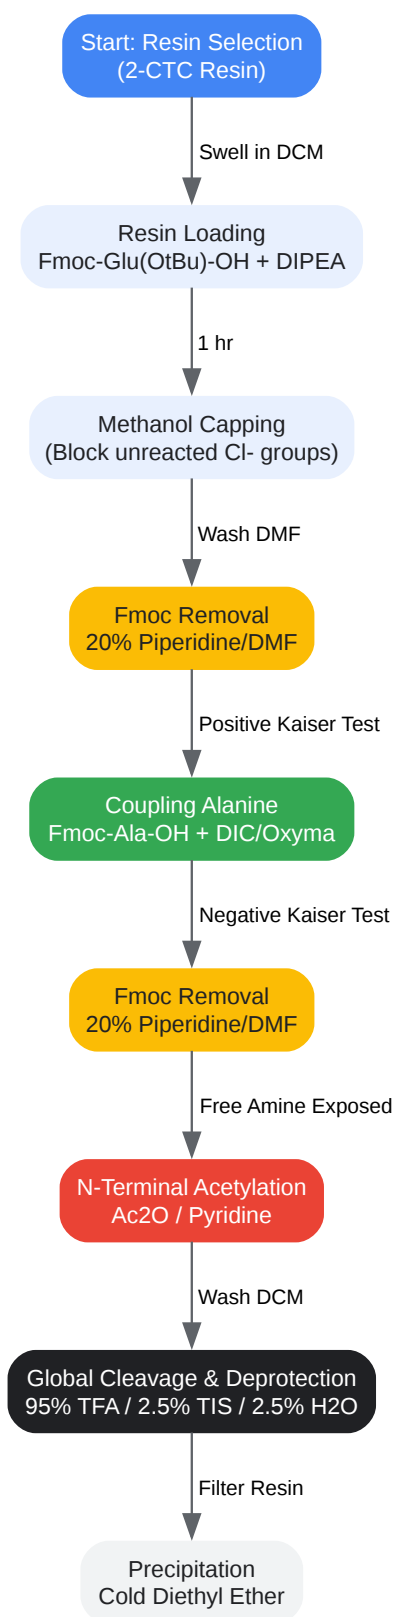 Start: Resin Selection
(2-CTC Resin)
Swell in DCM
Resin Loading
Fmoc-Glu(OtBu)-OH + DIPEA
1 hr
Methanol Capping
(Block unreacted Cl- groups)
Wash DMF
Fmoc Removal
20% Piperidine/DMF
Positive Kaiser Test
Coupling Alanine
Fmoc-Ala-OH + DIC/Oxyma
Negative Kaiser Test
Fmoc Removal
20% Piperidine/DMF
Free Amine Exposed
N-Terminal Acetylation
Ac2O / Pyridine
Wash DCM
Global Cleavage & Deprotection
95% TFA / 2.5% TIS / 2.5% H2O
Filter Resin
Precipitation
Cold Diethyl Ether